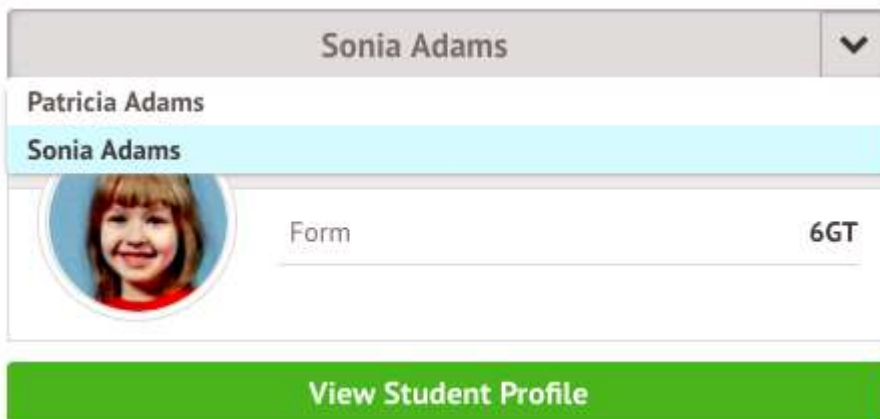 Sonia Adams
Patricia Adams
Sonia Adams
Form 6GT
View Student Profile